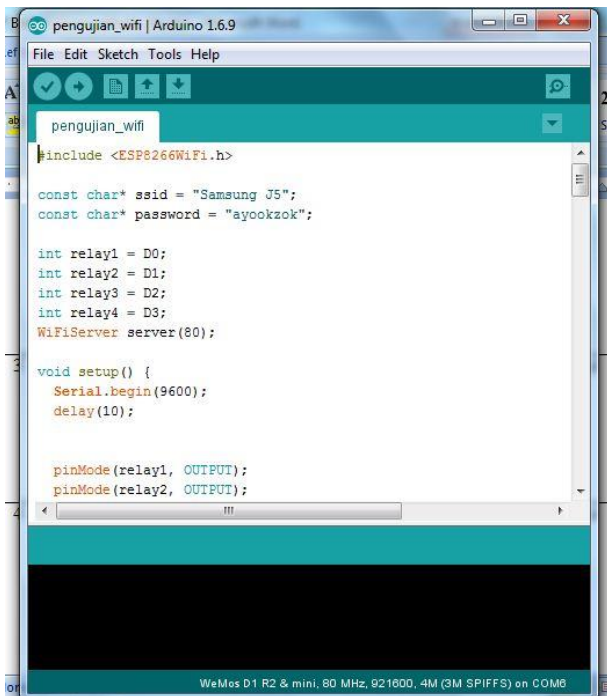 pengujian_wifi | Arduino 1.6.9
File Edit Sketch Tools Help
pengujian_wifi
#include <ESP8266WiFi.h>
const char* ssid = "Samsung J5";
const char* password = "ayookzok";
int relay1 = D0;
int relay2 = D1;
int relay3 = D2;
int relay4 = D3;
WiFiServer server(80);
void setup() {
Serial.begin(9600);
delay(10);
pinMode(relay1, OUTPUT);
pinMode(relay2, OUTPUT);
WeMos D1 R2 & mini, 80 MHz, 921600, 4M (3M SPIFFS) on COM6